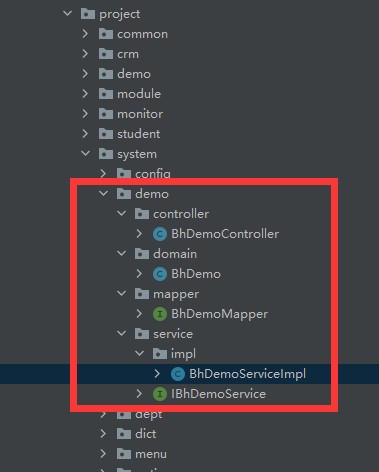 project
common
crm
demo
module
monitor
student
system
config
demo
controller
BhDemoController
domain
BhDemo
mapper
BhDemoMapper
service
impl
BhDemoServiceImpl
IBhDemoService
dept
dict
menu